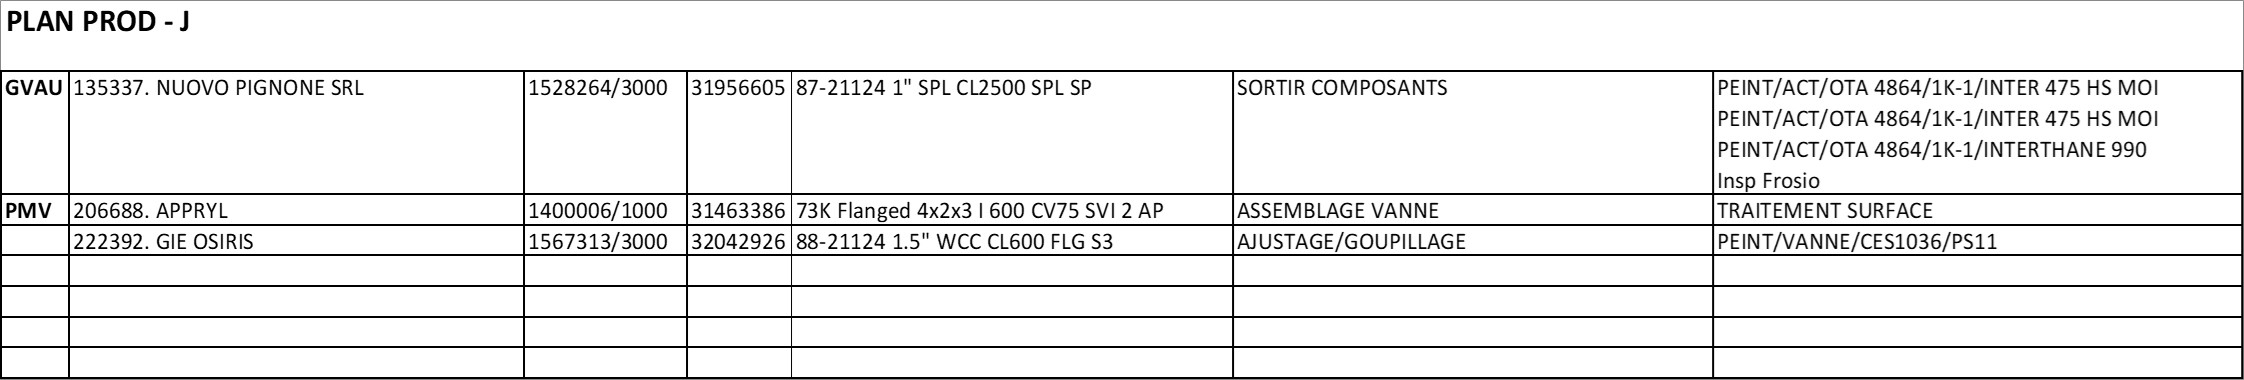 PLAN PROD - J
GVAU 135337. NUOVO PIGNONE SRL 1528264/3000 31956605 87-21124 1" SPL CL2500 SPL SP SORTIR COMPOSANTS PEINT/ACT/OTA 4864/1K-1/INTER 475 HS MOI
PEINT/ACT/OTA 4864/1K-1/INTER 475 HS MOI
PEINT/ACT/OTA 4864/1K-1/INTERTHANE 990
Insp Frosio
PMV 206688. APPRYL 1400006/1000 31463386 73K Flanged 4x2x3 I 600 CV75 SVI 2 AP ASSEMBLAGE VANNE TRAITEMENT SURFACE
222392. GIE OSIRIS 1567313/3000 32042926 88-21124 1.5" WCC CL600 FLG S3 AJUSTAGE/GOUPILLAGE PEINT/VANNE/CES1036/PS11